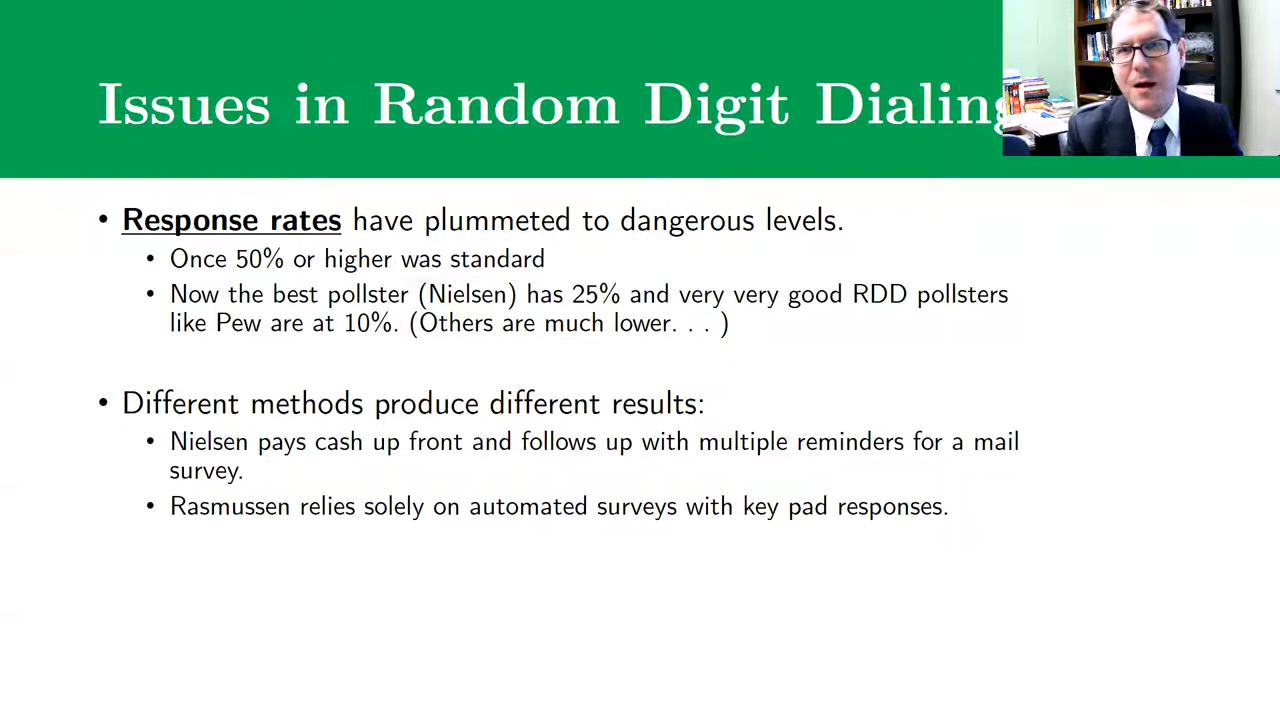 Issues in Random Digit Dialing
• Response rates have plummeted to dangerous levels.
• Once 50% or higher was standard
• Now the best pollster (Nielsen) has 25% and very very good RDD pollsters
like Pew are at 10%. (Others are much lower. . . )
• Different methods produce different results:
• Nielsen pays cash up front and follows up with multiple reminders for a mail
survey.
• Rasmussen relies solely on automated surveys with key pad responses.